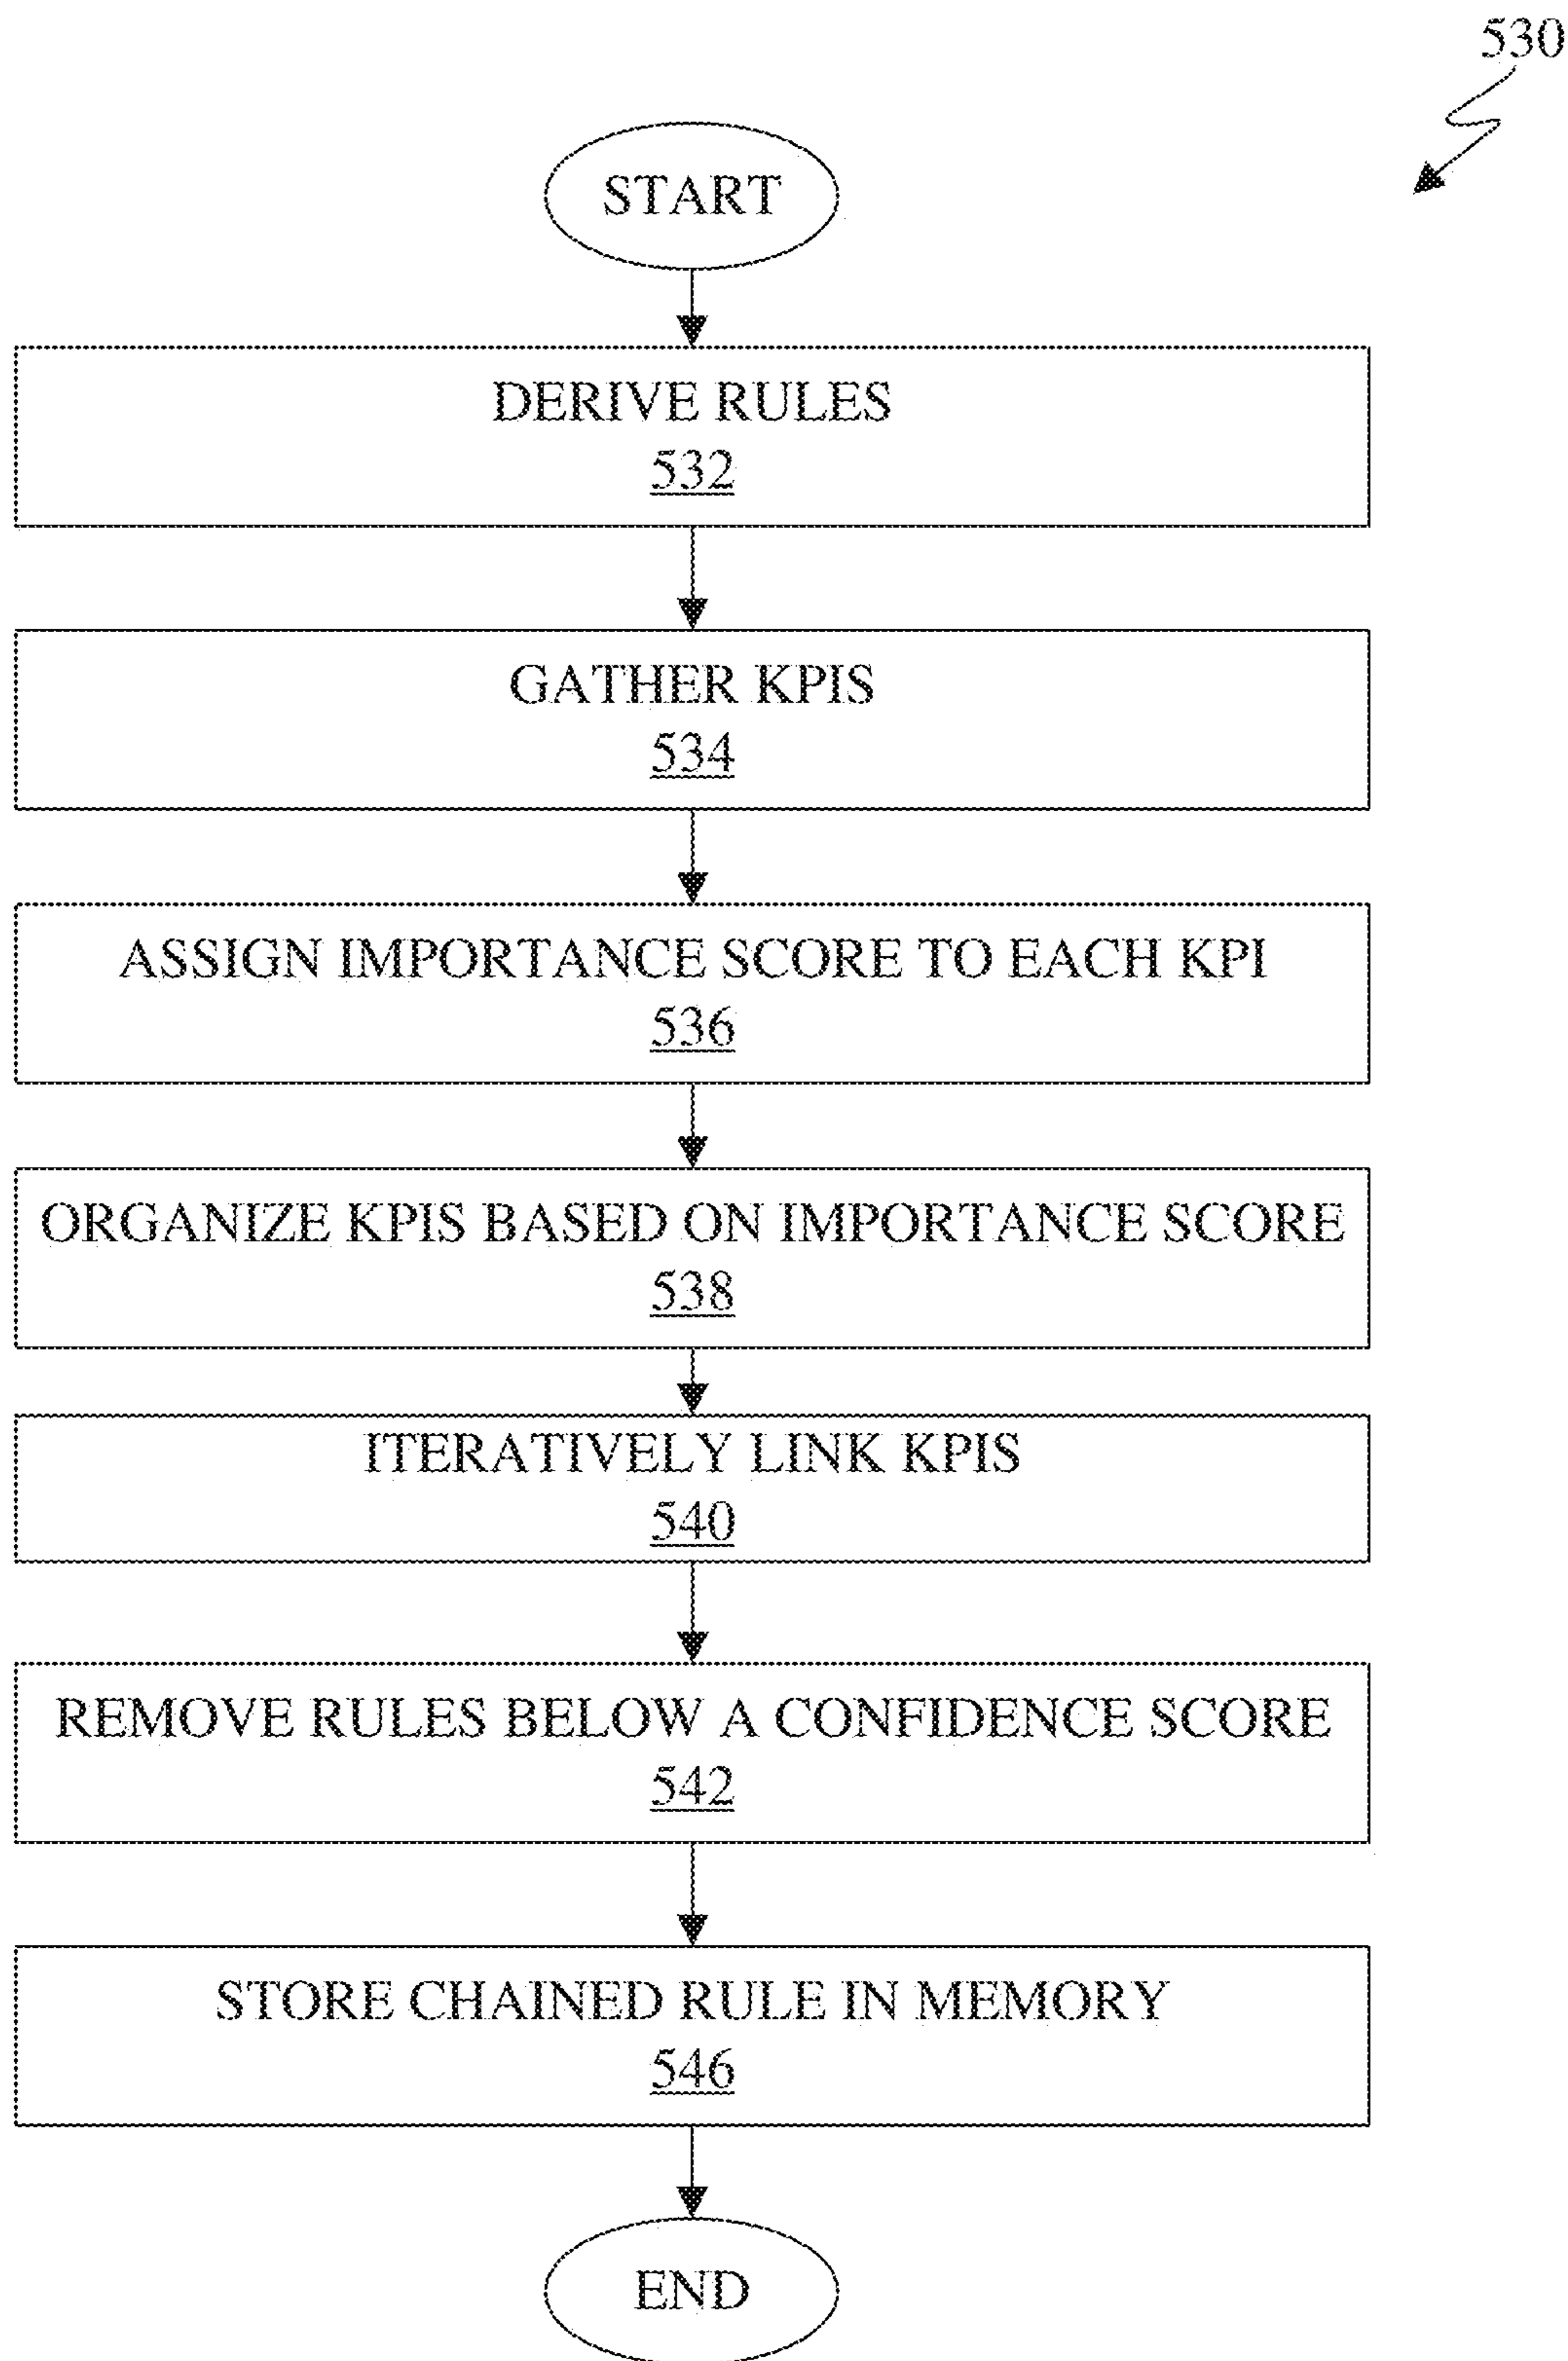 530
START
DERIVE RULES
532
GATHER KPIS
534
ASSIGN IMPORTANCE SCORE TO EACH KPI
536
ORGANIZE KPIS BASED ON IMPORTANCE SCORE
538
ITERATIVELY LINK KPIS
540
REMOVE RULES BELOW A CONFIDENCE SCORE
542
STORE CHAINED RULE IN MEMORY
546
END